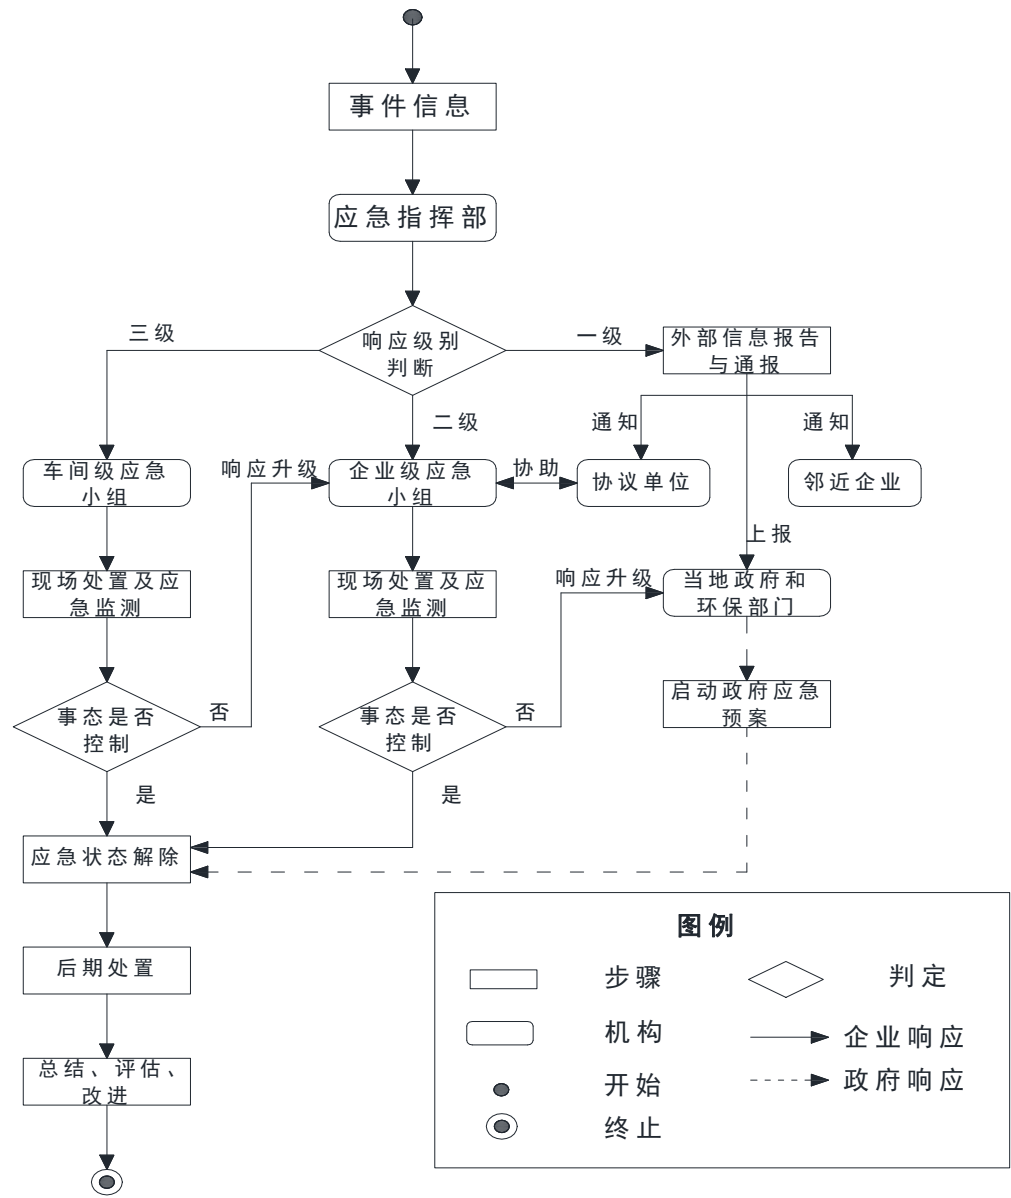 事件信息
应急指挥部
三级
响应级别
判断
一级
外部信息报告
与通报
二级
通知
通知
车间级应急
小组
响应升级
企业级应急
小组
协助
协议单位
邻近企业
上报
现场处置及应
急监测
现场处置及应
急监测
响应升级
当地政府和
环保部门
事态是否
控制
否
事态是否
控制
否
启动政府应急
预案
是
是
应急状态解除
图例
后期处置
步骤
判定
机构
企业响应
总结、评估、
改进
开始
政府响应
终止